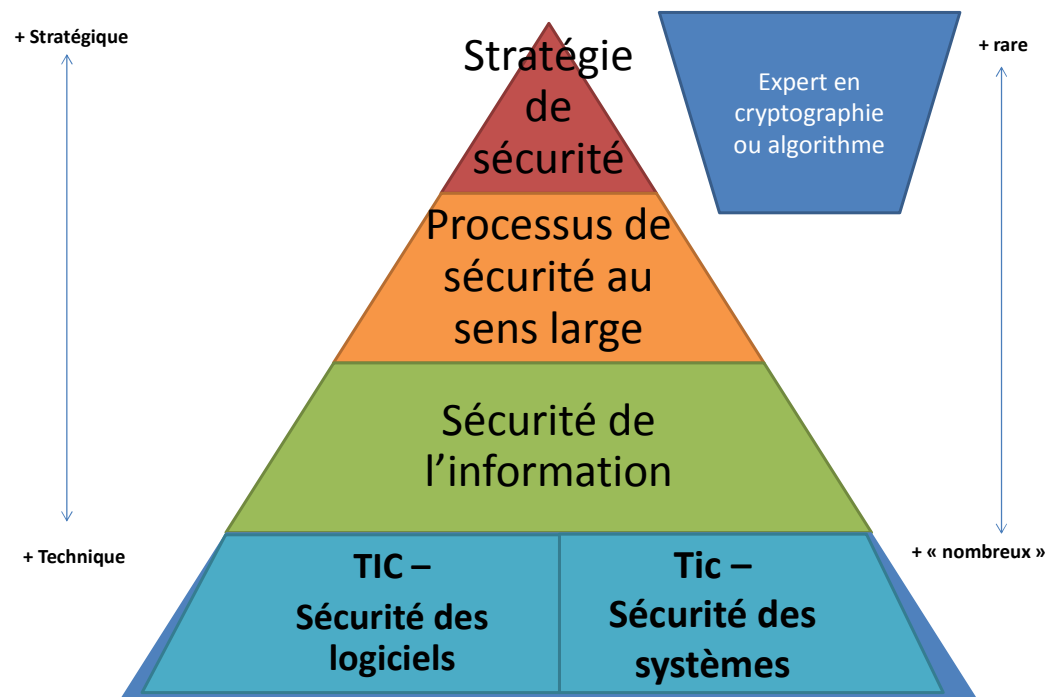 + Stratégique
Stratégie
de
sécurité
Expert en
cryptographie
ou algorithme
+ rare
Processus de
sécurité au
sens large
Sécurité de
l’information
+ Technique
+ « nombreux »
TIC –
Sécurité des
logiciels
Tic –
Sécurité des
systèmes